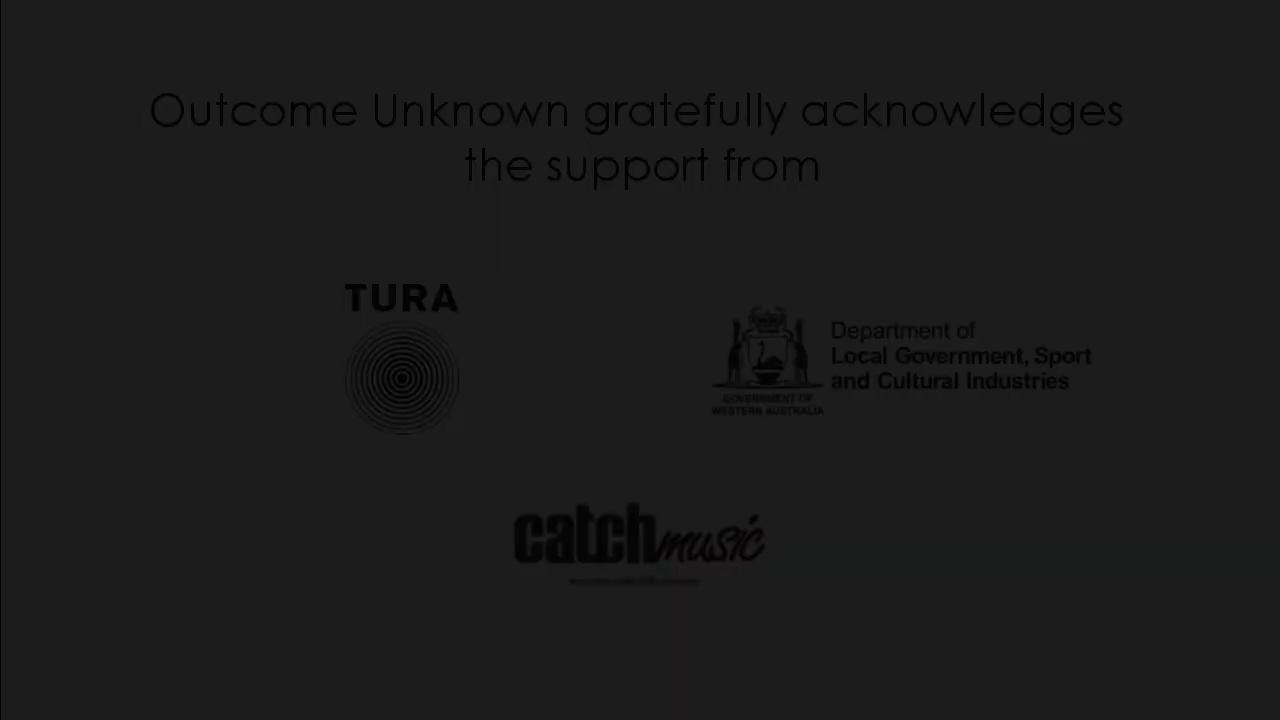 Outcome Unknown gratefully acknowledges
the support from
TURA
Department of
Local Government, Sport
and Cultural Industries
GOVERNMENT OF
WESTERN AUSTRALIA
catchmusic